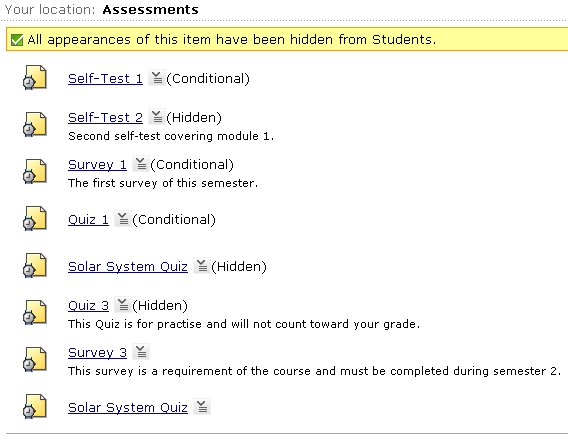 Your location: Assessments
All appearances of this item have been hidden from Students.
Self-Test 1 (Conditional)
Self-Test 2 (Hidden)
Second self-test covering module 1.
Survey 1 (Conditional)
The first survey of this semester.
Quiz 1 (Conditional)
Solar System Quiz (Hidden)
Quiz 3 (Hidden)
This Quiz is for practise and will not count toward your grade.
Survey 3
This survey is a requirement of the course and must be completed during semester 2.
Solar System Quiz